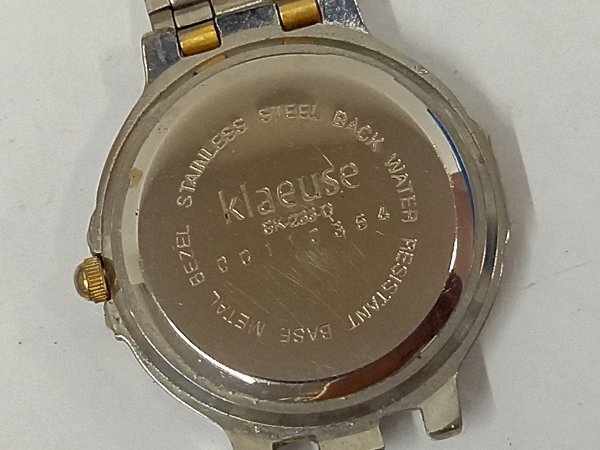 STAINLESS STEEL BACK WATER RESISTANT BASE METAL BEZEL
klaeuse